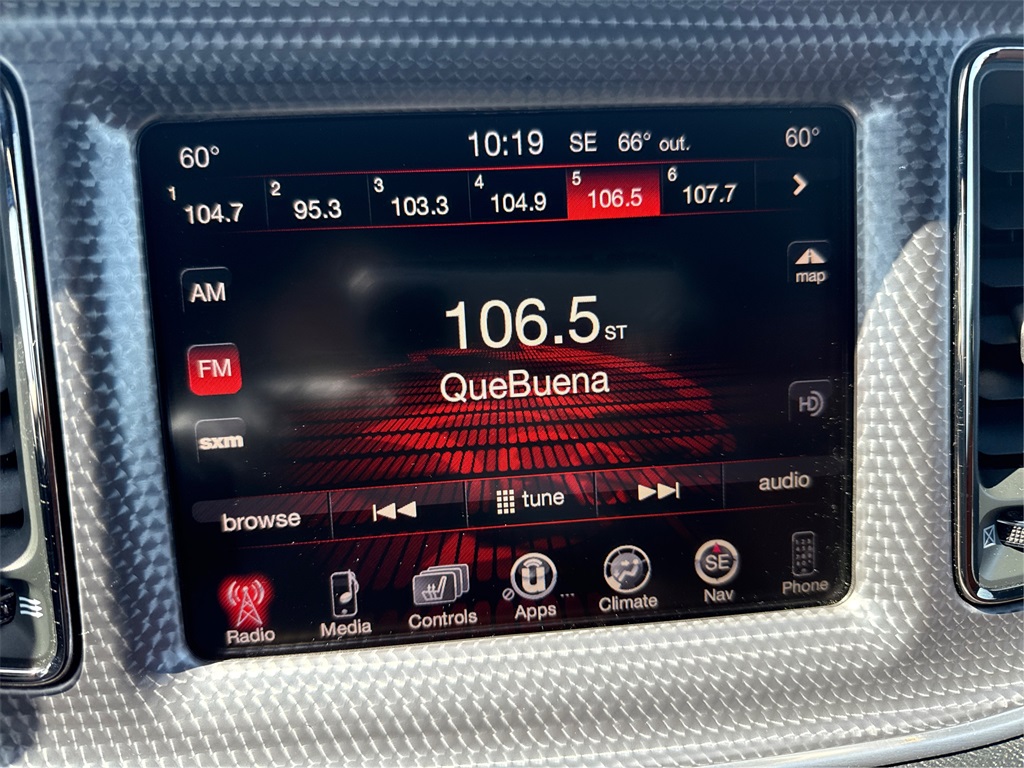 60° 10:19 SE 66° out. 60°
1 104.7 2 95.3 3 103.3 4 104.9 5 106.5 6 107.7
map
AM
106.5 ST
FM
QueBuena
HD
sxm
browse tune audio
Radio Media Controls Apps Climate SE Nav Phone